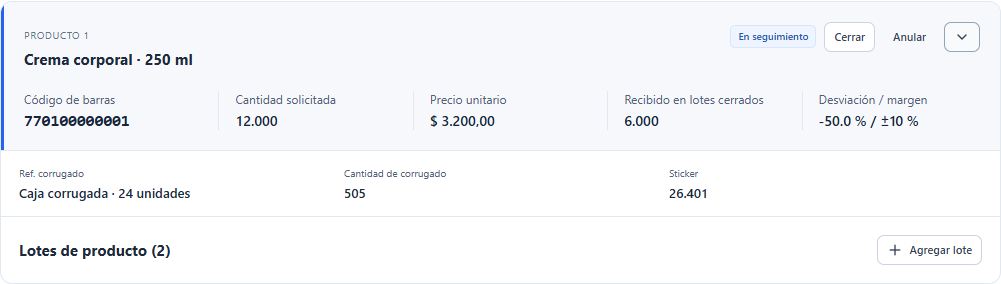 PRODUCTO 1
Crema corporal · 250 ml
En seguimiento
Cerrar
Anular
Código de barras
770100000001
Cantidad solicitada
12.000
Precio unitario
$ 3.200,00
Recibido en lotes cerrados
6.000
Desviación / margen
-50.0 % / ±10 %
Ref. corrugado
Caja corrugada · 24 unidades
Cantidad de corrugado
505
Sticker
26.401
Lotes de producto (2)
Agregar lote